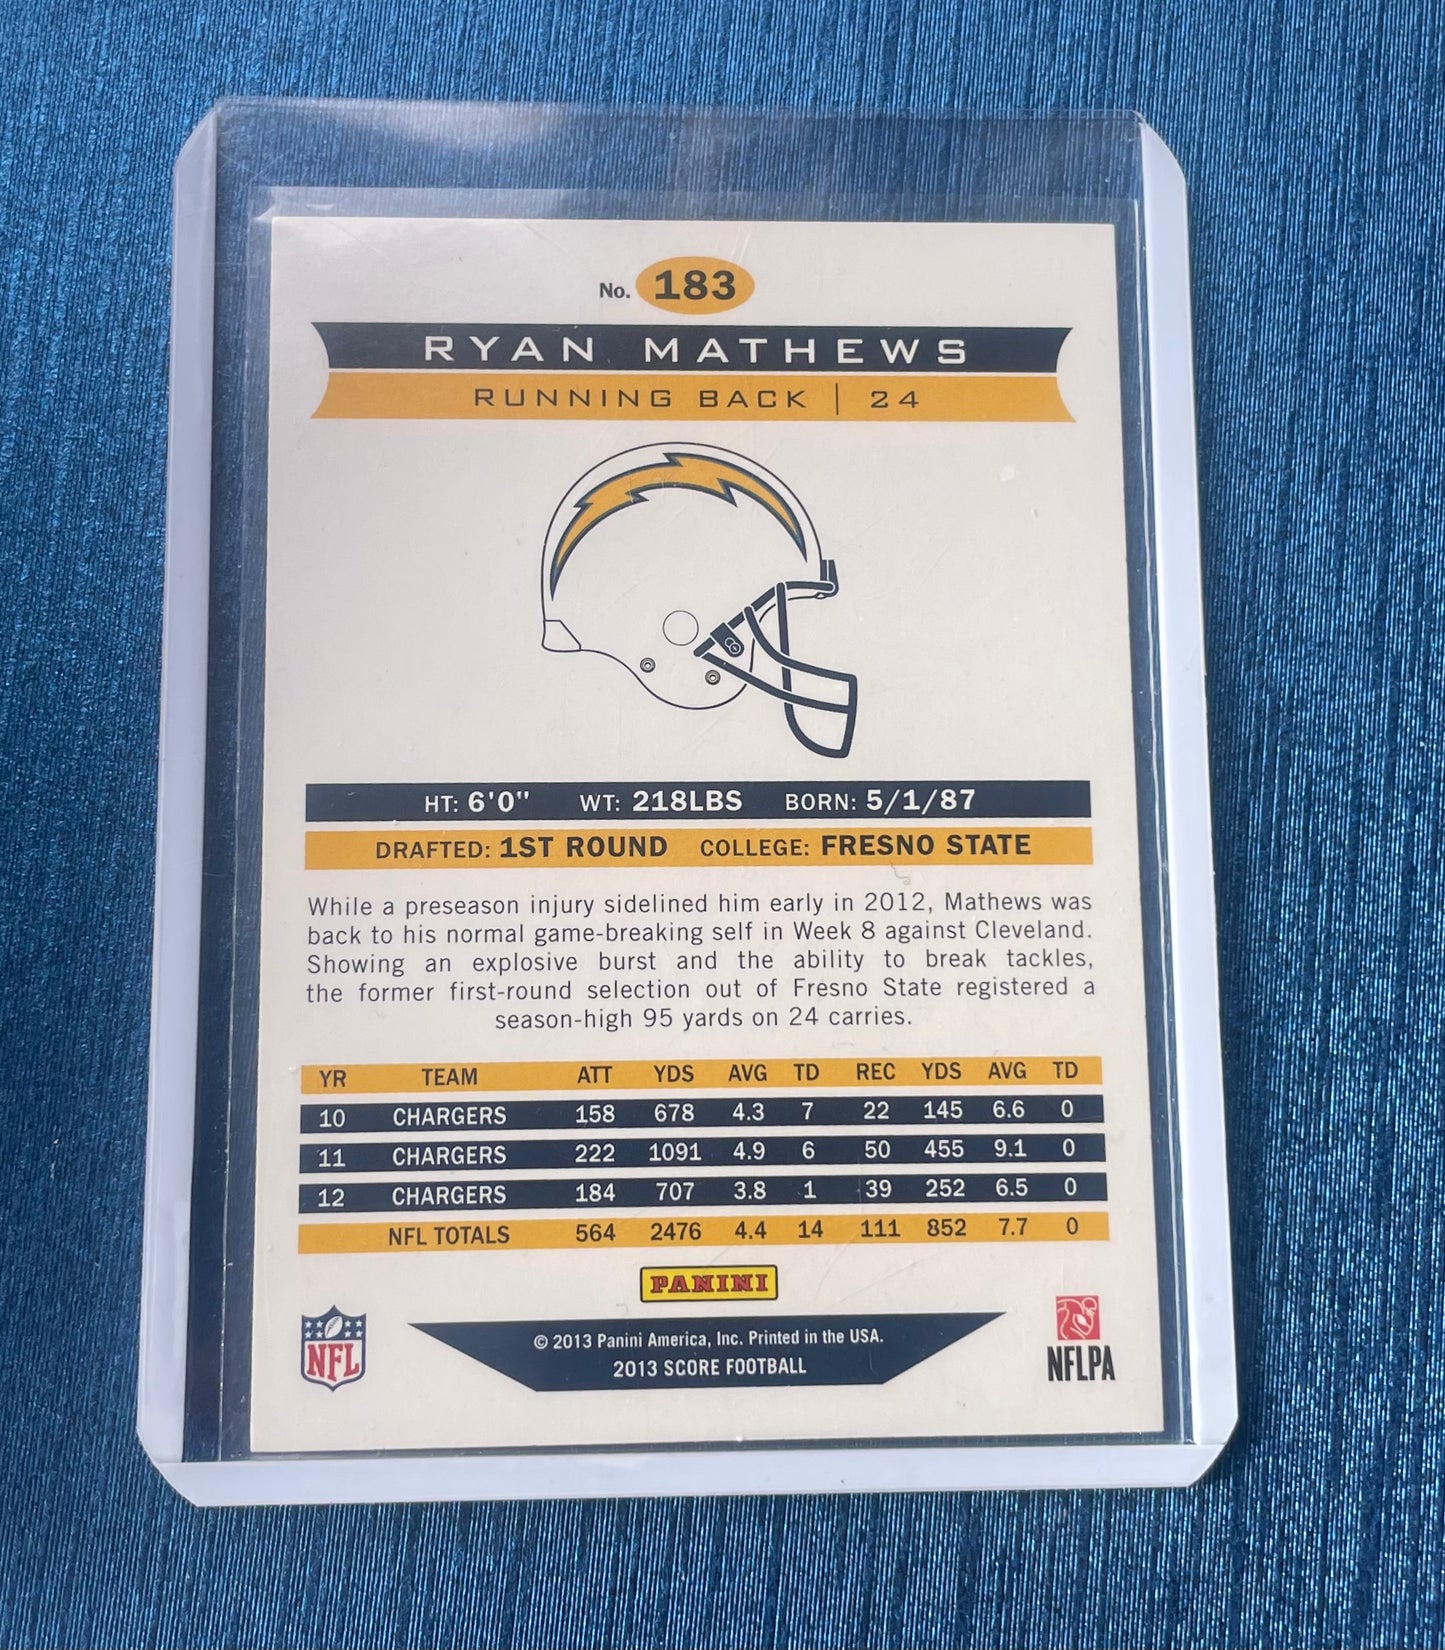 No. 183
RYAN MATHEWS
RUNNING BACK | 24
HT: 6'0" WT: 218LBS BORN: 5/1/87
DRAFTED: 1ST ROUND COLLEGE: FRESNO STATE
While a preseason injury sidelined him early in 2012, Mathews was
back to his normal game-breaking self in Week 8 against Cleveland.
Showing an explosive burst and the ability to break tackles,
the former first-round selection out of Fresno State registered a
season-high 95 yards on 24 carries.
YR TEAM ATT YDS AVG TD REC YDS AVG TD
10 CHARGERS 158 678 4.3 7 22 145 6.6 0
11 CHARGERS 222 1091 4.9 6 50 455 9.1 0
12 CHARGERS 184 707 3.8 1 39 252 6.5 0
NFL TOTALS 564 2476 4.4 14 111 852 7.7 0
PANINI
© 2013 Panini America, Inc. Printed in the USA.
2013 SCORE FOOTBALL
NFL
NFLPA